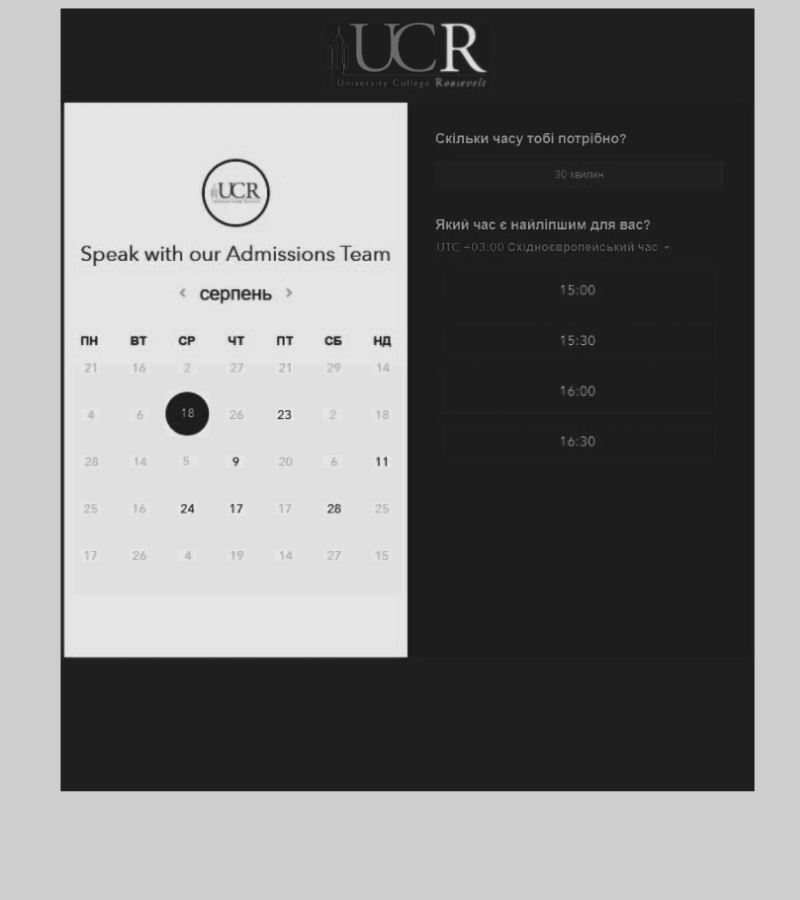 UCR
University College Roosevelt
UCR
Speak with our Admissions Team
< серпень >
ПН ВТ СР ЧТ ПТ СБ НД
21 16 2 27 21 29 14
4 6 18 26 23 2 18
28 14 5 9 20 6 11
25 16 24 17 17 28 25
17 26 4 19 14 27 15
Скільки часу тобі потрібно?
30 хвилин
Який час є найліпшим для вас?
UTC +03:00 Східноєвропейський час
15:00
15:30
16:00
16:30